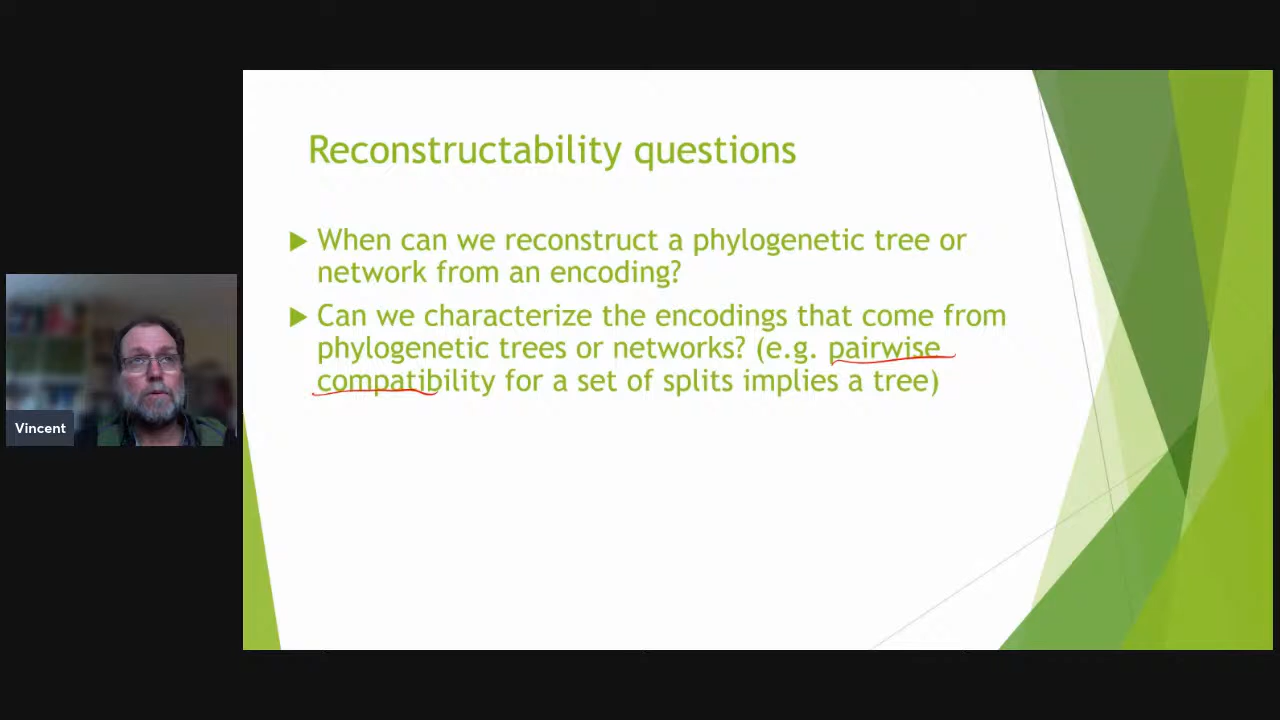 Reconstructability questions
When can we reconstruct a phylogenetic tree or
network from an encoding?
Can we characterize the encodings that come from
phylogenetic trees or networks? (e.g. pairwise
compatibility for a set of splits implies a tree)
Vincent